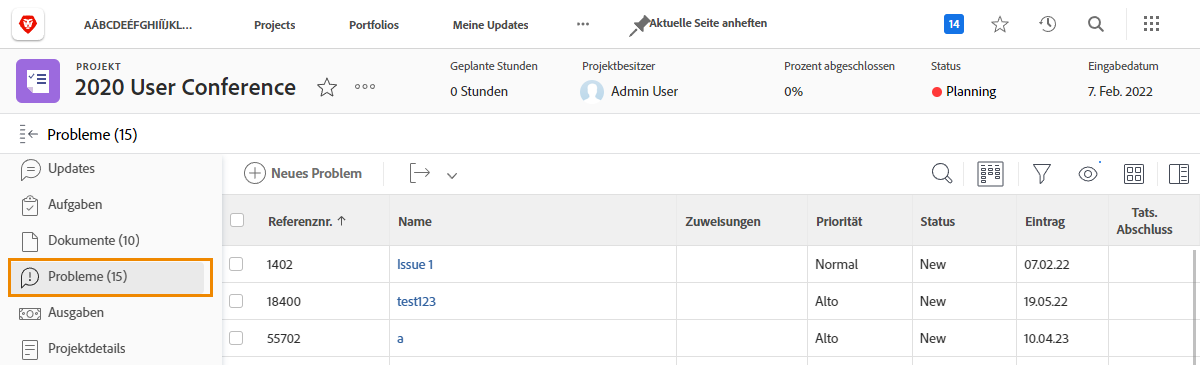 AÁBCDEÉFGHIÍÏJKL... Projects Portfolios Meine Updates ••• Aktuelle Seite anheften 14
PROJEKT
2020 User Conference
Geplante Stunden
0 Stunden
Projektbesitzer
Admin User
Prozent abgeschlossen
0%
Status
Planning
Eingabedatum
7. Feb. 2022
Probleme (15)
Updates
Aufgaben
Dokumente (10)
Probleme (15)
Ausgaben
Projektdetails
Neues Problem
Referenznr. ↑ Name Zuweisungen Priorität Status Eintrag Tats.
Abschluss
1402 Issue 1 Normal New 07.02.22
18400 test123 Alto New 19.05.22
55702 a Alto New 10.04.23